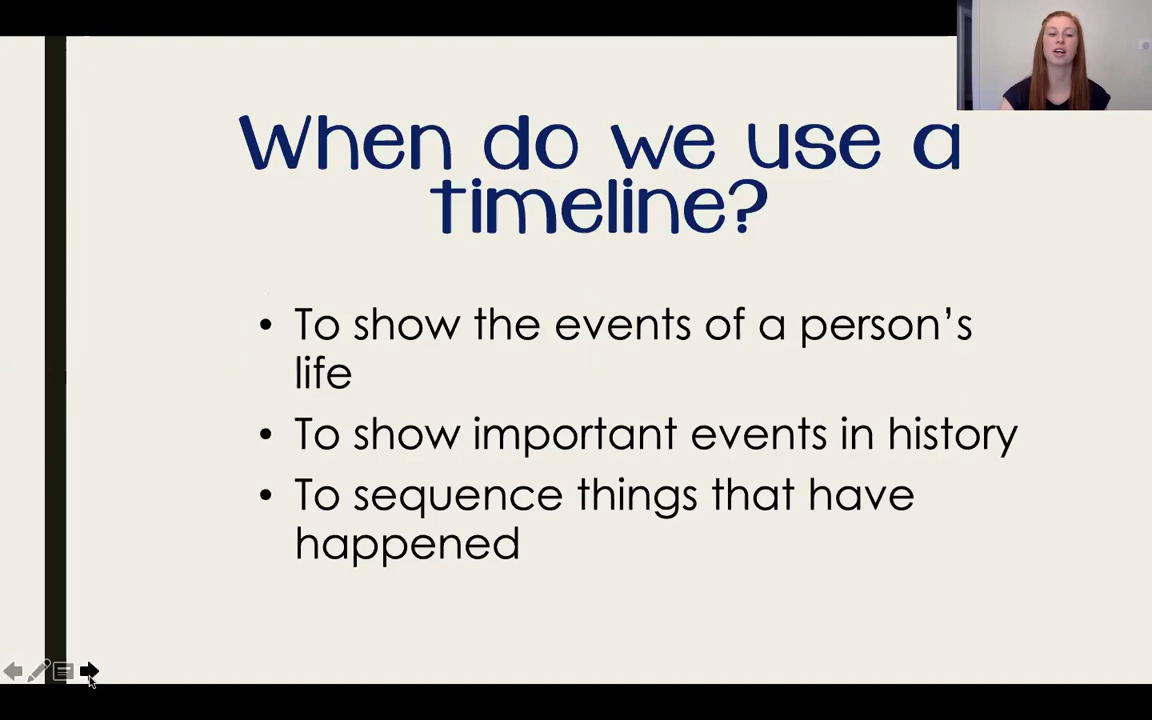 When do we use a
timeline?
• To show the events of a person’s
life
• To show important events in history
• To sequence things that have
happened